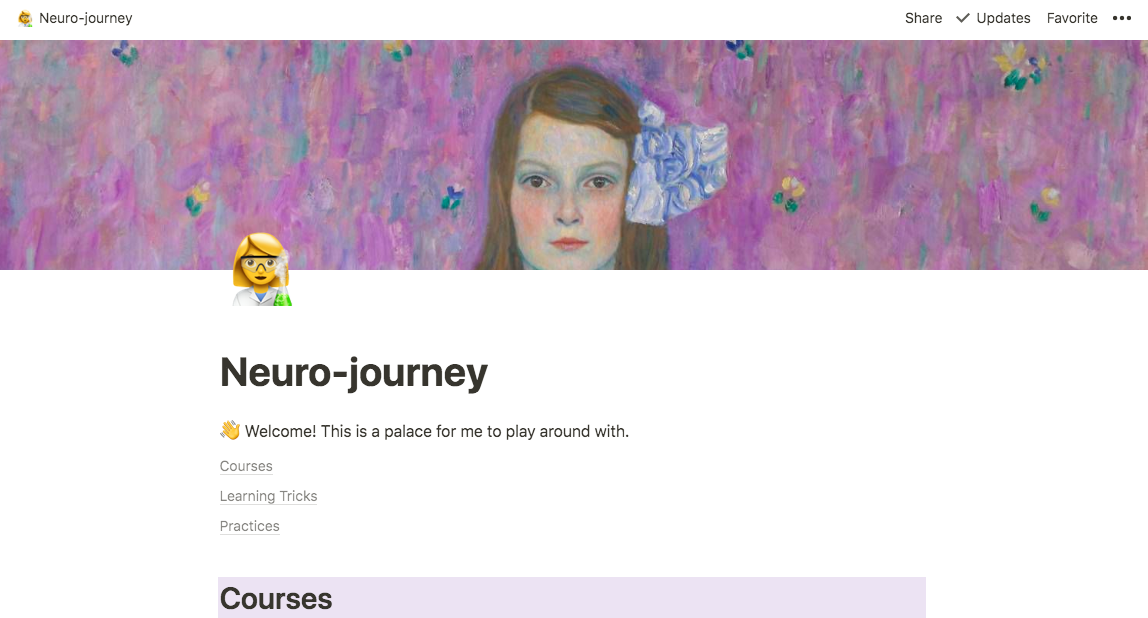 Neuro-journey
Share Updates Favorite
Neuro-journey
Welcome! This is a palace for me to play around with.
Courses
Learning Tricks
Practices
Courses